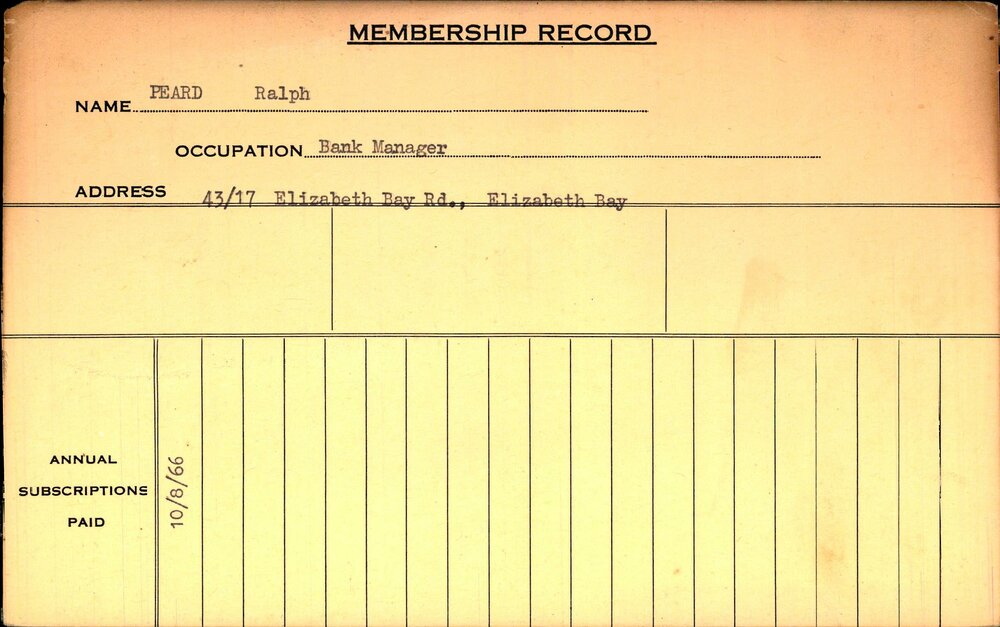 MEMBERSHIP RECORD
NAME PEARD Ralph
OCCUPATION Bank Manager
ADDRESS 43/17 Elizabeth Bay Rd., Elizabeth Bay
ANNUAL
SUBSCRIPTIONS
PAID
10/8/66